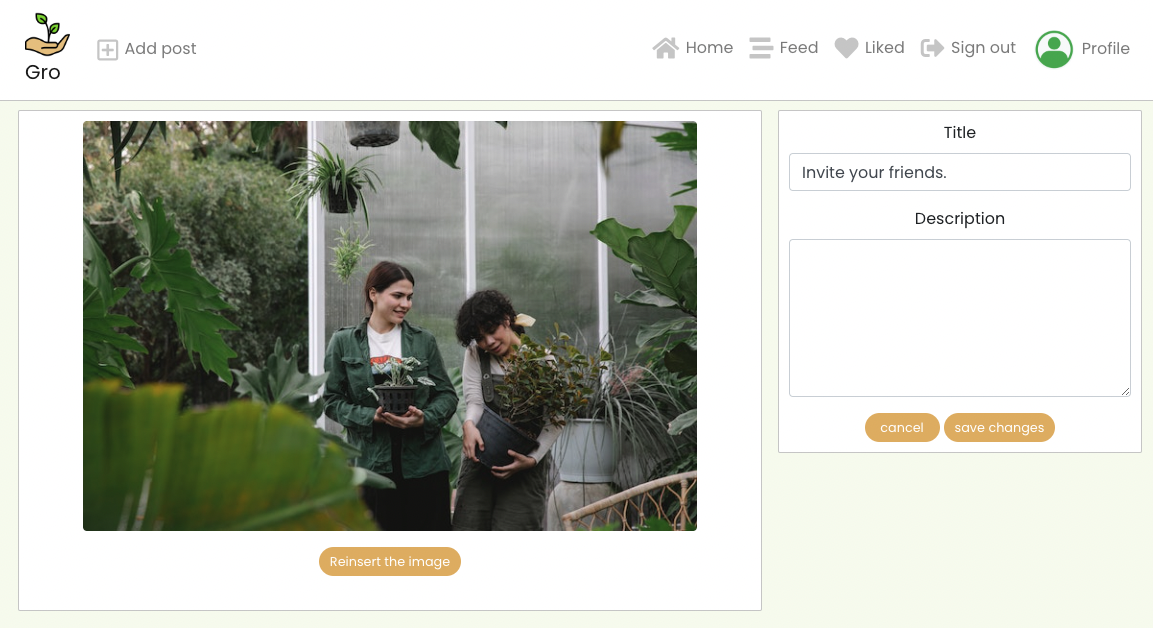 Gro
Add post
Home
Feed
Liked
Sign out
Profile
Title
Invite your friends.
Description
cancel
save changes
Reinsert the image